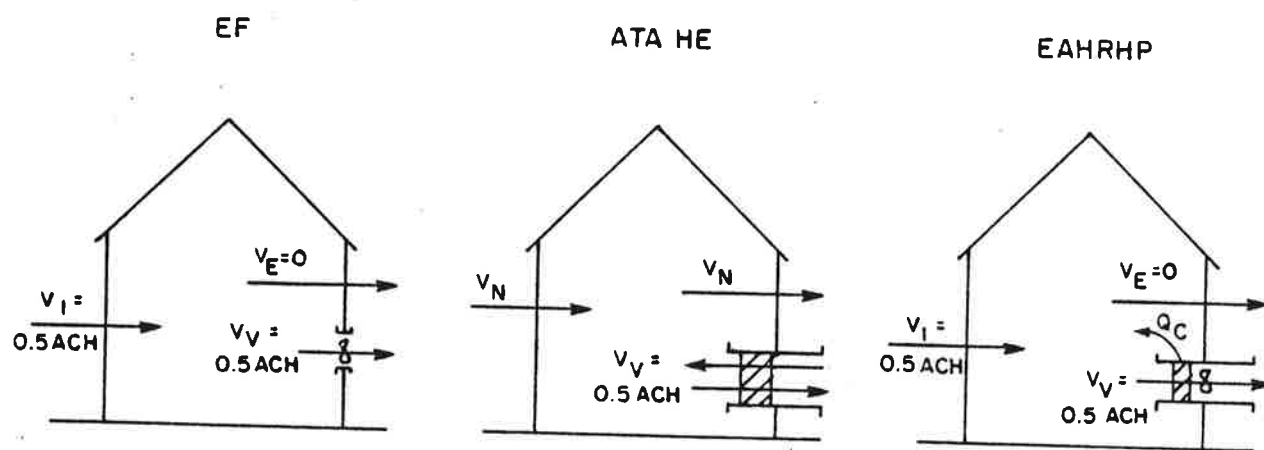 EF
ATA HE
EAHRHP
V_E=0
V_I=
0.5 ACH
V_V=
0.5 ACH
V_N
V_N
V_V=
0.5 ACH
V_E=0
Q_C
V_I=
0.5 ACH
V_V=
0.5 ACH